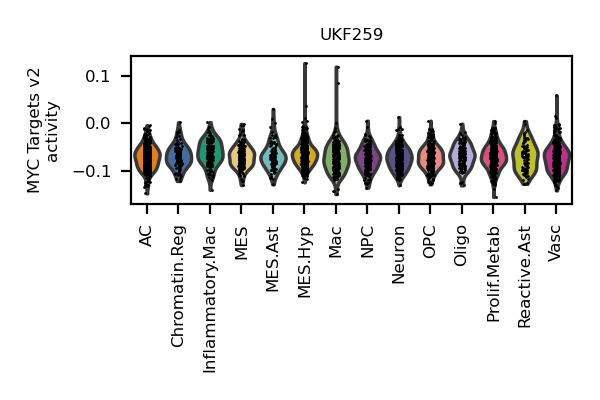 UKF259
MYC Targets v2
activity
0.1
0.0
−0.1
AC
Chromatin.Reg
Inflammatory.Mac
MES
MES.Ast
MES.Hyp
Mac
NPC
Neuron
OPC
Oligo
Prolif.Metab
Reactive.Ast
Vasc